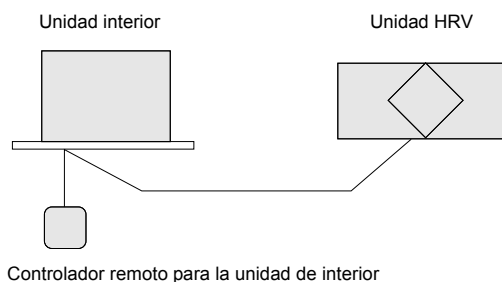 Unidad interior
Unidad HRV
Controlador remoto para la unidad de interior